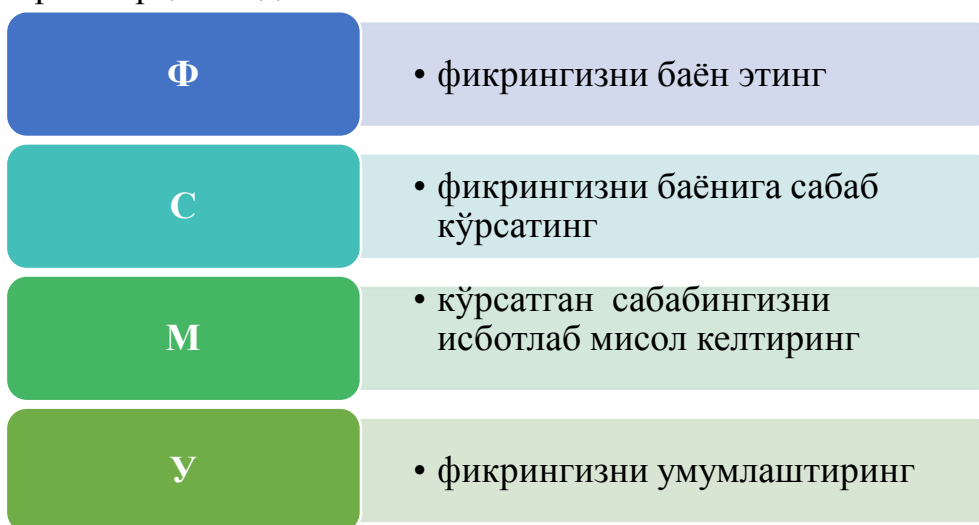 Ф
• фикрингизни баён этинг
С
• фикрингизни баёнига сабаб
кўрсатинг
М
• кўрсатган сабабингизни
исботлаб мисол келтиринг
У
• фикрингизни умумлаштиринг